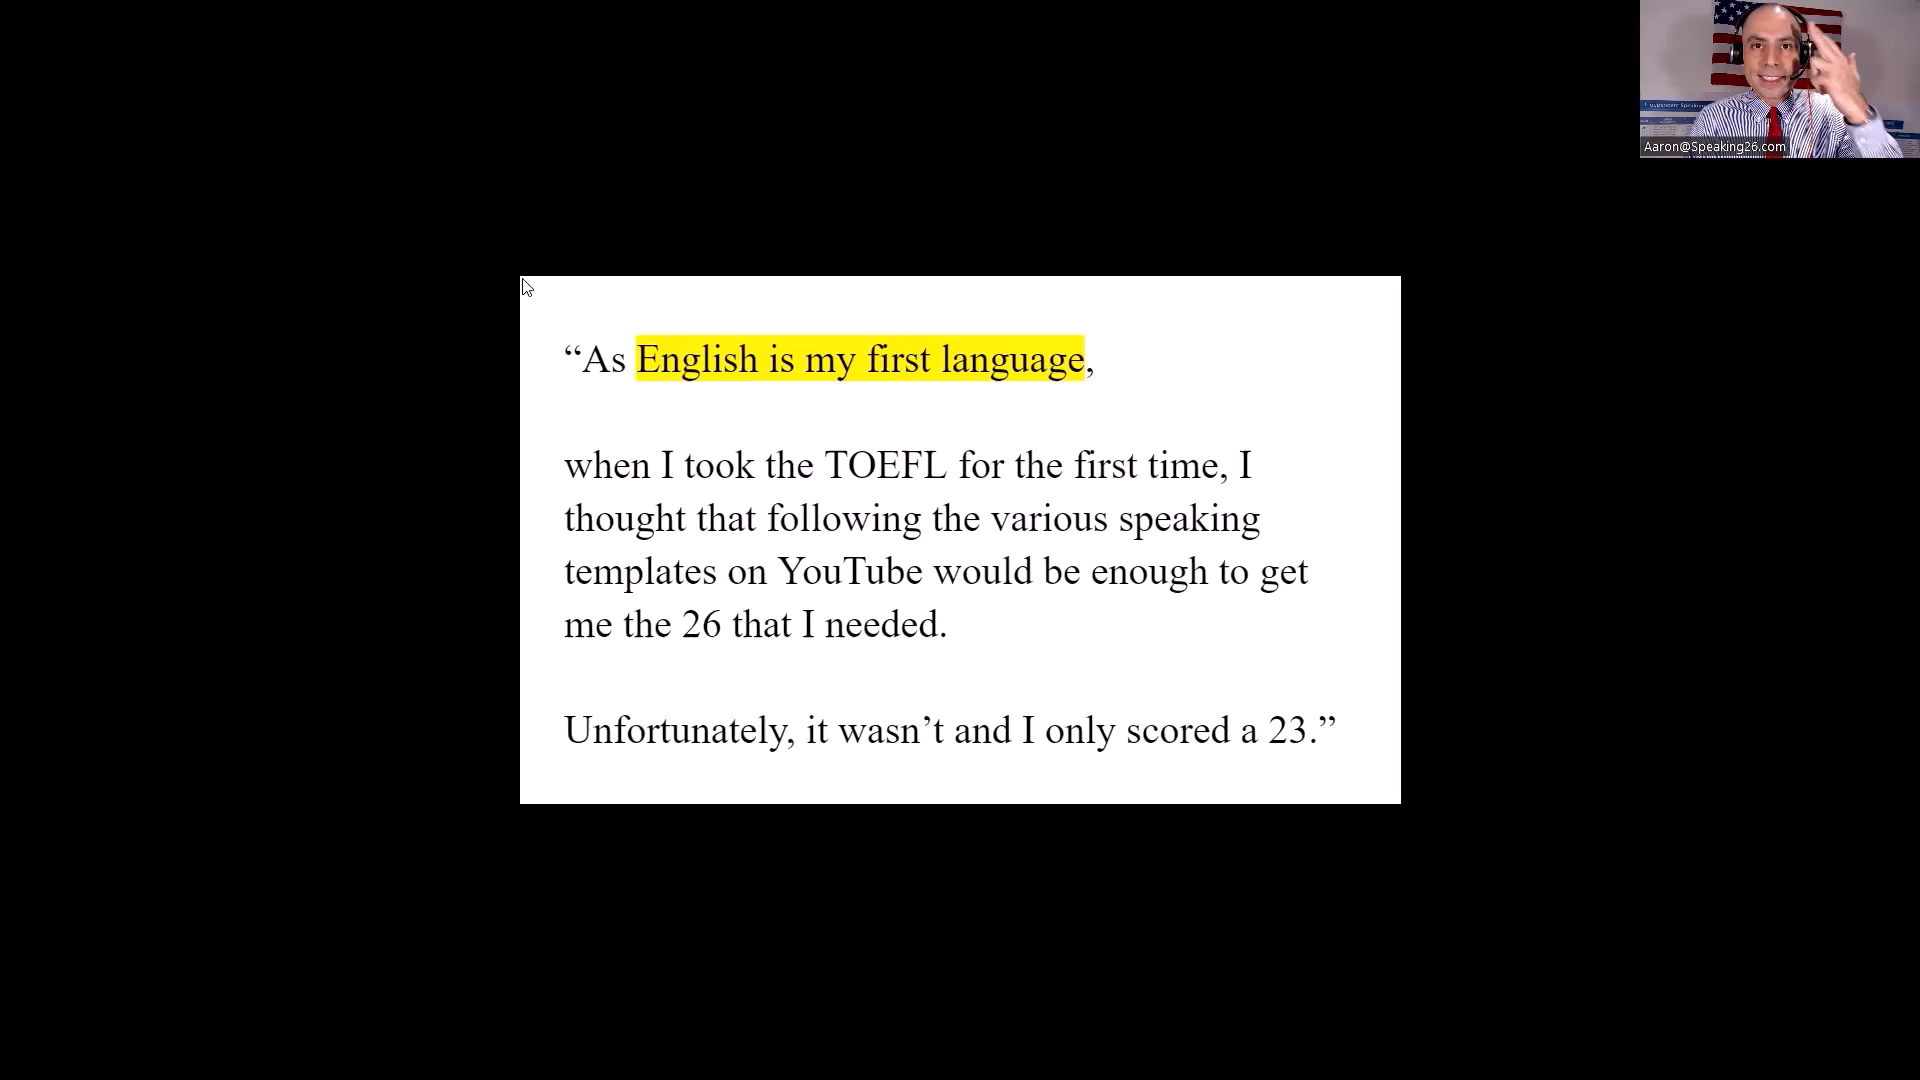 Aaron@Speaking26.com
“As English is my first language,
when I took the TOEFL for the first time, I
thought that following the various speaking
templates on YouTube would be enough to get
me the 26 that I needed.
Unfortunately, it wasn’t and I only scored a 23.”